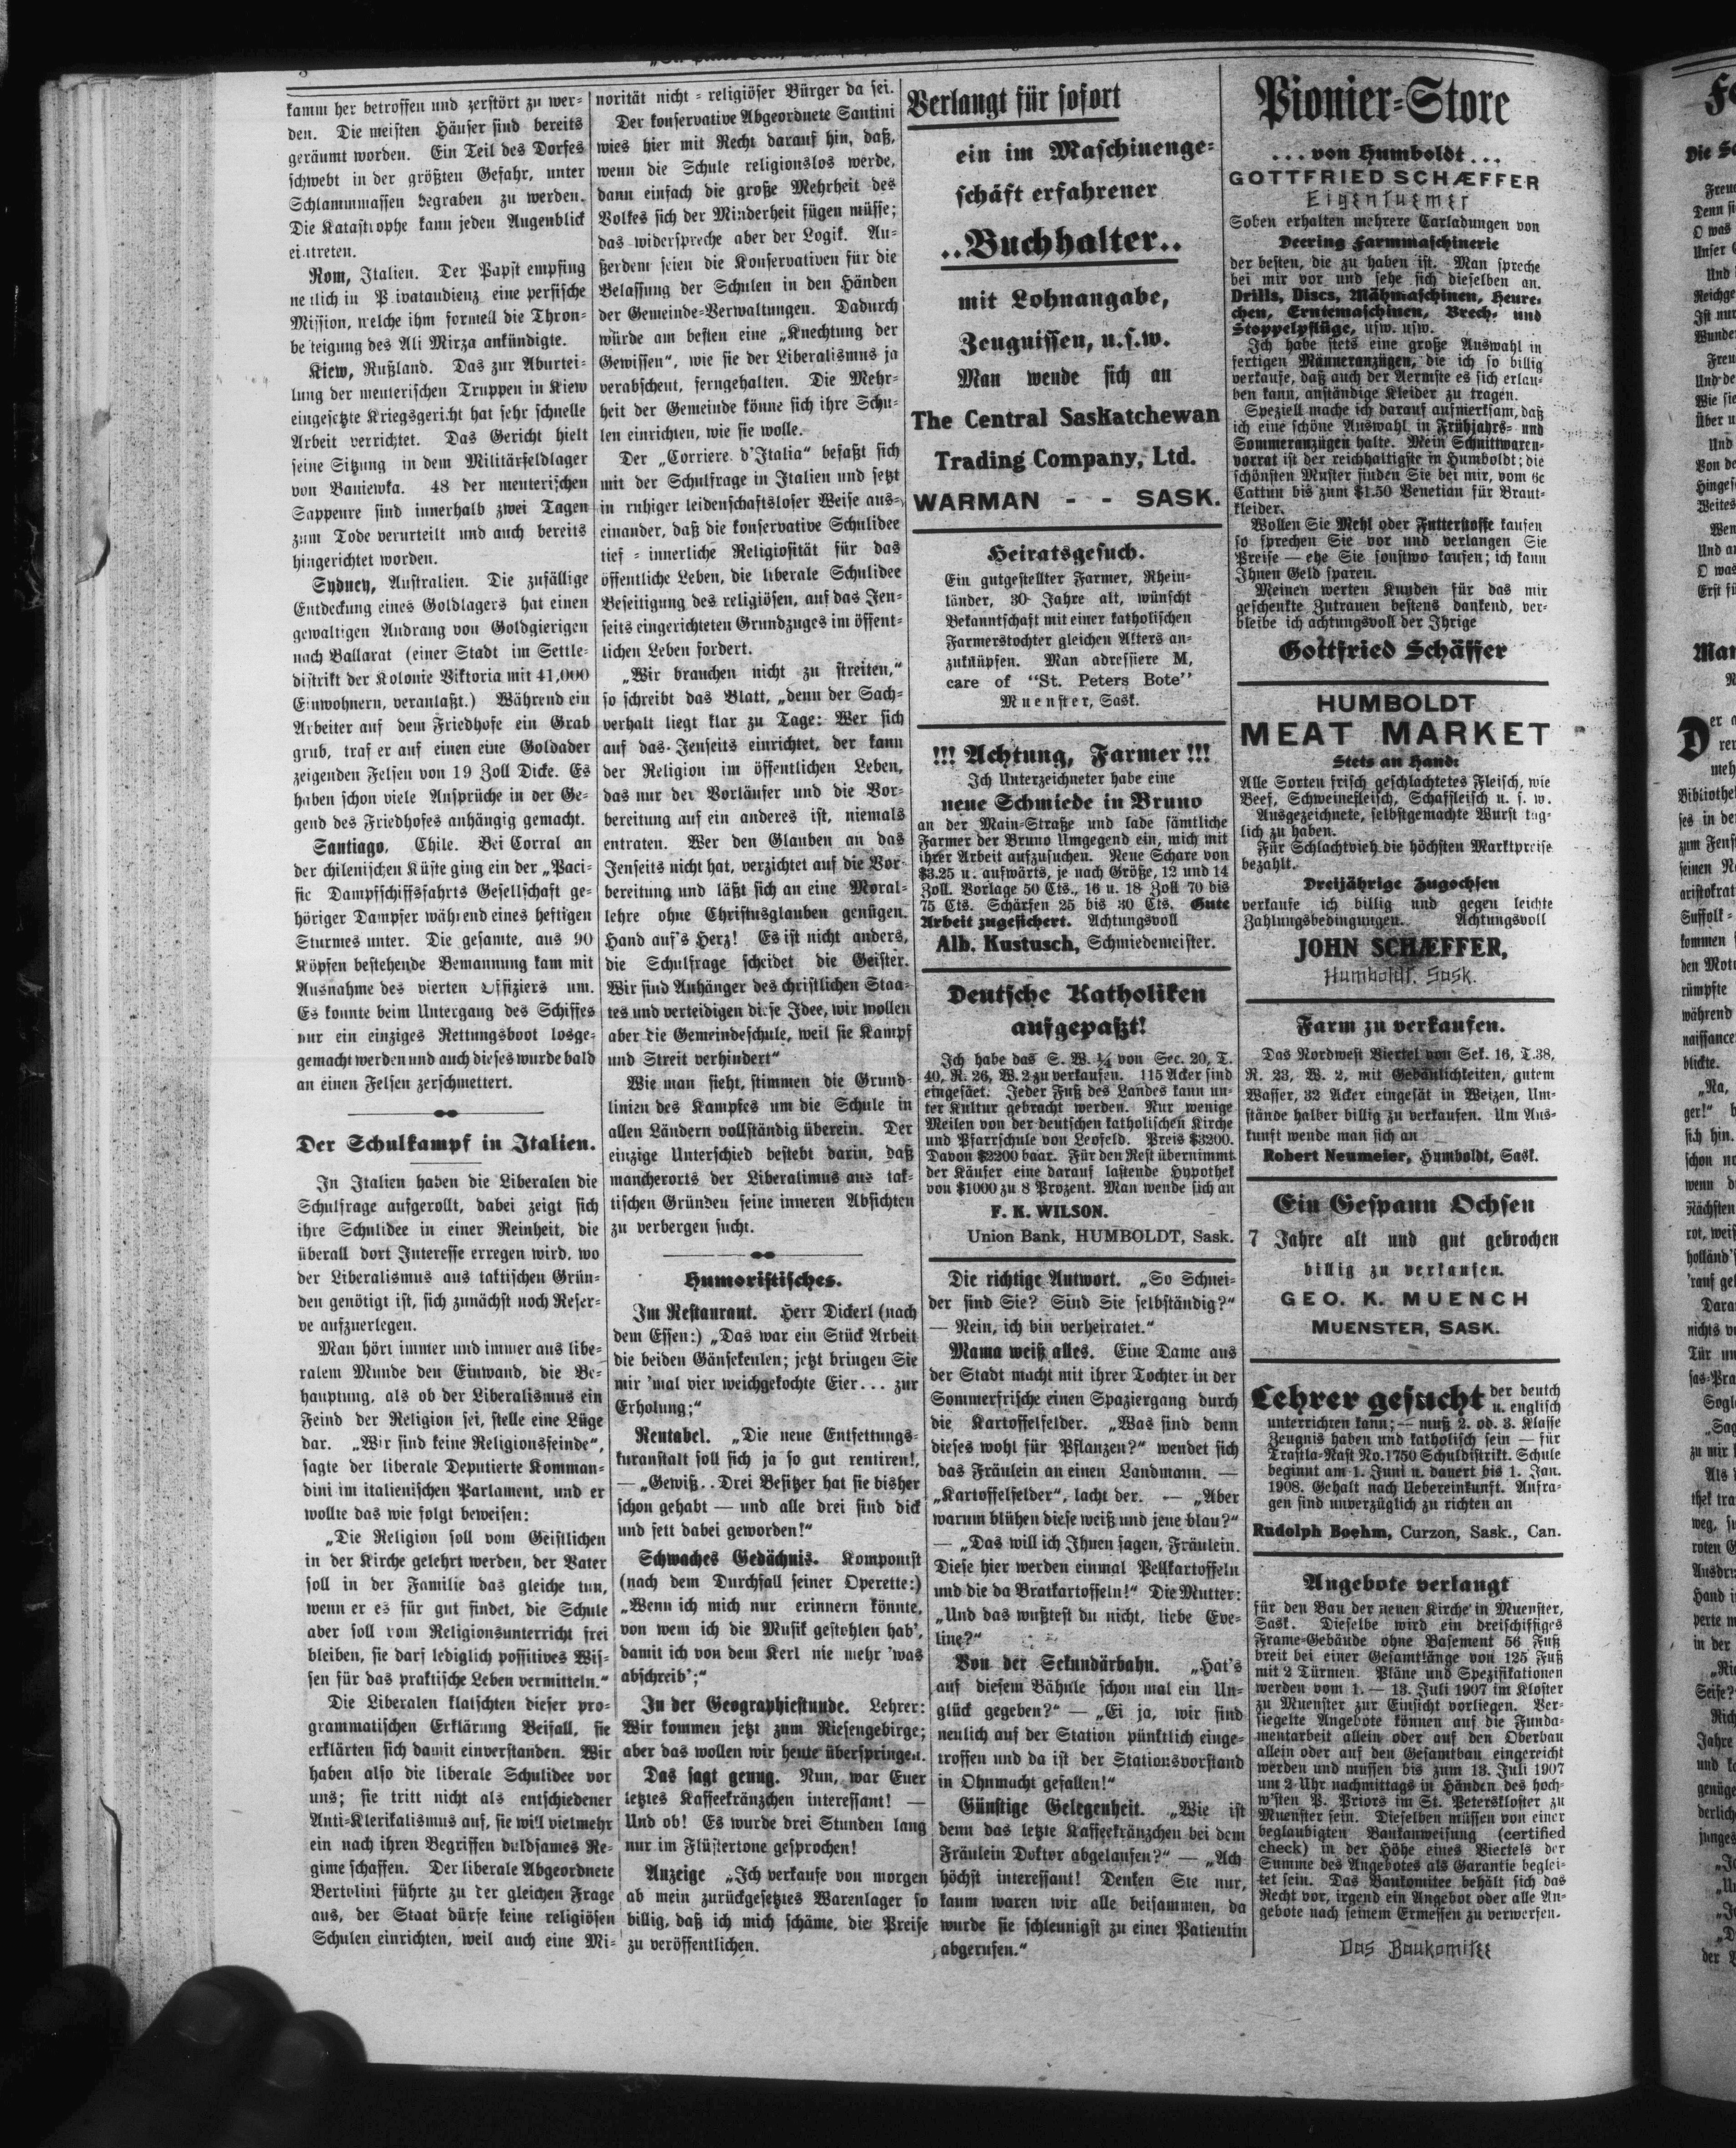 kamm her betroffen und zerstört zu wer-
den. Die meisten Häuser sind bereits
geräumt worden. Ein Teil des Dorfes
schwebt in der größten Gefahr, unter
Schlammmassen begraben zu werden.
Die Katastrophe kann jeden Augenblick
eintreten.
Rom, Italien. Der Papst empfing
neulich in Privataudienz eine persische
Mission, welche ihm formell die Thron-
besteigung des Ali Mirza ankündigte.
Kiew, Rußland. Das zur Aburtei-
lung der meuterischen Truppen in Kiew
eingesetzte Kriegsgericht hat sehr schnelle
Arbeit verrichtet. Das Gericht hielt
seine Sitzung in dem Militärfeldlager
von Baniewka. 48 der meuterischen
Sappeure sind innerhalb zwei Tagen
zum Tode verurteilt und auch bereits
hingerichtet worden.
Sydney, Australien. Die zufällige
Entdeckung eines Goldlagers hat einen
gewaltigen Andrang von Goldgierigen
nach Ballarat (einer Stadt im Settle-
distrikt der Kolonie Viktoria mit 41,000
Einwohnern, veranlaßt.) Während ein
Arbeiter auf dem Friedhofe ein Grab
grub, traf er auf einen eine Goldader
zeigenden Felsen von 19 Zoll Dicke. Es
haben schon viele Ansprüche in der Ge-
gend des Friedhofes anhängig gemacht.
Santiago, Chile. Bei Corral an
der chilenischen Küste ging ein der „Paci-
fic Dampfschiffsfahrts Gesellschaft ge-
höriger Dampfer während eines heftigen
Sturmes unter. Die gesamte, aus 90
Köpfen bestehende Bemannung kam mit
Ausnahme des vierten Offiziers um.
Es konnte beim Untergang des Schiffes
nur ein einziges Rettungsboot losge-
gemacht werden und auch dieses wurde bald
an einen Felsen zerschmettert.
Der Schulkampf in Italien.
In Italien haben die Liberalen die
Schulfrage aufgerollt, dabei zeigt sich
ihre Schulidee in einer Reinheit, die
überall dort Interesse erregen wird, wo
der Liberalismus aus taktischen Grün-
den genötigt ist, sich zunächst noch Reser-
ve aufzuerlegen.
Man hört immer und immer aus libe-
ralem Munde den Einwand, die Be-
hauptung, als ob der Liberalismus ein
Feind der Religion sei, stelle eine Lüge
dar. „Wir sind keine Religionsfeinde“,
sagte der liberale Deputierte Komman-
dini im italienischen Parlament, und er
wollte das wie folgt beweisen:
„Die Religion soll vom Geistlichen
in der Kirche gelehrt werden, der Vater
soll in der Familie das gleiche tun,
wenn er es für gut findet, die Schule
aber soll vom Religionsunterricht frei
bleiben, sie darf lediglich possitives Wis-
sen für das praktische Leben vermitteln.“
Die Liberalen klatschten dieser pro-
grammatischen Erklärung Beifall, sie
erklärten sich damit einverstanden. Wir
haben also die liberale Schulidee vor
uns; sie tritt nicht als entschiedener
Anti-Klerikalismus auf, sie will vielmehr
ein nach ihren Begriffen duldsames Re-
gime schaffen. Der liberale Abgeordnete
Bertolini führte zu der gleichen Frage
aus, der Staat dürfe keine religiösen
Schulen einrichten, weil auch eine Mi-
norität nicht-religiöser Bürger da sei.
Der konservative Abgeordnete Santini
wies hier mit Recht darauf hin, daß,
wenn die Schule religionslos werde,
dann einfach die große Mehrheit des
Volkes sich der Minderheit fügen müsse;
das widerspreche aber der Logik. Au-
ßerdem seien die Konservativen für die
Belassung der Schulen in den Händen
der Gemeinde-Verwaltungen. Dadurch
würde am besten eine „Knechtung der
Gewissen“, wie sie der Liberalismus ja
verabscheut, ferngehalten. Die Mehr-
heit der Gemeinde könne sich ihre Schu-
len einrichten, wie sie wolle.
Der „Corriere d'Italia“ befaßt sich
mit der Schulfrage in Italien und setzt
in ruhiger leidenschaftsloser Weise aus-
einander, daß die konservative Schulidee
tief-innerliche Religiosität für das
öffentliche Leben, die liberale Schulidee
Beseitigung des religiösen, auf das Jen-
seits eingerichteten Grundzuges im öffent-
lichen Leben fordert.
„Wir brauchen nicht zu streiten,“
so schreibt das Blatt, „denn der Sach-
verhalt liegt klar zu Tage: Wer sich
auf das Jenseits einrichtet, der kann
der Religion im öffentlichen Leben,
das nur der Vorläufer und die Vor-
bereitung auf ein anderes ist, niemals
entraten. Wer den Glauben an das
Jenseits nicht hat, verzichtet auf die Vor-
bereitung und läßt sich an eine Moral-
lehre ohne Christusglauben genügen.
Hand auf's Herz! Es ist nicht anders,
die Schulfrage scheidet die Geister.
Wir sind Anhänger des christlichen Staa-
tes und verteidigen diese Idee, wir wollen
aber die Gemeindeschule, weil sie Kampf
und Streit verhindert“
Wie man sieht, stimmen die Grund-
linien des Kampfes um die Schule in
allen Ländern vollständig überein. Der
einzige Unterschied besteht darin, daß
mancherorts der Liberalimus aus tak-
tischen Gründen seine inneren Absichten
zu verbergen sucht.
Humoristisches.
Im Restaurant. Herr Dickerl (nach
dem Essen:) „Das war ein Stück Arbeit
die beiden Gänsekeulen; jetzt bringen Sie
mir 'mal vier weichgekochte Eier... zur
Erholung;“
Rentabel. „Die neue Entfettungs-
kuranstalt soll sich ja so gut rentiren!,
— „Gewiß.. Drei Besitzer hat sie bisher
schon gehabt — und alle drei sind dick
und fett dabei geworden!“
Schwaches Gedächnis. Komponist
(nach dem Durchfall seiner Operette:)
„Wenn ich mich nur erinnern könnte,
von wem ich die Musik gestohlen hab',
damit ich von dem Kerl nie mehr 'was
abschreib';“
In der Geographiestunde. Lehrer:
Wir kommen jetzt zum Riesengebirge;
aber das wollen wir heute überspringen.
Das sagt genug. Nun, war Euer
letztes Kaffeekränzchen interessant! —
Und ob! Es wurde drei Stunden lang
nur im Flüstertone gesprochen!
Anzeige „Ich verkaufe von morgen
ab mein zurückgesetztes Warenlager so
billig, daß ich mich schäme, die Preise
zu veröffentlichen.
Verlangt für sofort
ein im Maschinenge-
schäft erfahrener
..Buchhalter..
mit Lohnangabe,
Zeugnissen, u.s.w.
Man wende sich an
The Central Saskatchewan
Trading Company, Ltd.
WARMAN - - SASK.
Heiratsgesuch.
Ein gutgestellter Farmer, Rhein-
länder, 30 Jahre alt, wünscht
Bekanntschaft mit einer katholischen
Farmerstochter gleichen Alters an-
zuknüpfen. Man adressiere M,
care of "St. Peters Bote"
Muenster, Sask.
!!! Achtung, Farmer !!!
Ich Unterzeichneter habe eine
neue Schmiede in Bruno
an der Main-Straße und lade sämtliche
Farmer der Bruno Umgegend ein, mich mit
ihrer Arbeit aufzusuchen. Neue Schare von
$3.25 u. aufwärts, je nach Größe, 12 und 14
Zoll. Vorlage 50 Cts., 16 u. 18 Zoll 70 bis
75 Cts. Schärfen 25 bis 30 Cts. Gute
Arbeit zugesichert. Achtungsvoll
Alb. Kustusch, Schmiedemeister.
Deutsche Katholiken
aufgepaßt!
Ich habe das S. W. ¼ von Sec. 20, T.
40, R. 26, W. 2 zu verkaufen. 115 Acker sind
eingesäet. Jeder Fuß des Landes kann un-
ter Kultur gebracht werden. Nur wenige
Meilen von der deutschen katholischen Kirche
und Pfarrschule von Leofeld. Preis $3200.
Davon $2200 baar. Für den Rest übernimmt
der Käufer eine darauf lastende Hypothek
von $1000 zu 8 Prozent. Man wende sich an
F. K. WILSON.
Union Bank, HUMBOLDT, Sask.
Die richtige Antwort. „So Schnei-
der sind Sie? Sind Sie selbständig?“
— Nein, ich bin verheiratet.“
Mama weiß alles. Eine Dame aus
der Stadt macht mit ihrer Tochter in der
Sommerfrische einen Spaziergang durch
die Kartoffelfelder. „Was sind denn
dieses wohl für Pflanzen?“ wendet sich
das Fräulein an einen Landmann. —
„Kartoffelfelder“, lacht der. — „Aber
warum blühen diese weiß und jene blau?“
— „Das will ich Ihnen sagen, Fräulein.
Diese hier werden einmal Pellkartoffeln
und die da Bratkartoffeln!“ Die Mutter:
„Und das wußtest du nicht, liebe Eve-
line?“
Von der Sekundärbahn. „Hat's
auf diesem Bähnle schon mal ein Un-
glück gegeben?“ — „Ei ja, wir sind
neulich auf der Station pünktlich einge-
troffen und da ist der Stationsvorstand
in Ohnmacht gefallen!“
Günstige Gelegenheit. „Wie ist
denn das letzte Kaffeekränzchen bei dem
Fräulein Doktor abgelaufen?“ — „Ach
höchst interessant! Denken Sie nur,
kaum waren wir alle beisammen, da
wurde sie schleunigst zu einer Patientin
abgerufen.“
Pionier-Store
...von Humboldt...
GOTTFRIED SCHÆFFER
Eigentuemer
Soben erhalten mehrere Carladungen von
Deering Farmmaschinerie
der besten, die zu haben ist. Man spreche
bei mir vor und sehe sich dieselben an.
Drills, Discs, Mähmaschinen, Heure-
chen, Erntemaschinen, Brech- und
Stoppelpflüge, usw. usw.
Ich habe stets eine große Auswahl in
fertigen Männeranzügen, die ich so billig
verkaufe, daß auch der Aermste es sich erlau-
ben kann, anständige Kleider zu tragen.
Speziell mache ich darauf aufmerksam, daß
ich eine schöne Auswahl in Frühjahrs- und
Sommeranzügen halte. Mein Schnittwaren-
vorrat ist der reichhaltigste in Humboldt; die
schönsten Muster finden Sie bei mir, vom 6c
Cattun bis zum $1.50 Venetian für Braut-
kleider.
Wollen Sie Mehl oder Futterstoffe kaufen
so sprechen Sie vor und verlangen Sie
Preise — ehe Sie sonstwo kaufen; ich kann
Ihnen Geld sparen.
Meinen werten Kunden für das mir
geschenkte Zutrauen bestens dankend, ver-
bleibe ich achtungsvoll der Ihrige
Gottfried Schäffer
HUMBOLDT
MEAT MARKET
Stets an Hand:
Alle Sorten frisch geschlachtetes Fleisch, wie
Beef, Schweinefleisch, Schaffleisch u. s. w.
Ausgezeichnete, selbstgemachte Wurst täg-
lich zu haben.
Für Schlachtvieh die höchsten Marktpreise
bezahlt.
Dreijährige Zugochsen
verkaufe ich billig und gegen leichte
Zahlungsbedingungen. Achtungsvoll
JOHN SCHÆFFER,
Humboldt, Sask.
Farm zu verkaufen.
Das Nordwest Viertel von Sek. 16, T. 38,
R. 23, W. 2, mit Gebäulichkeiten, gutem
Wasser, 32 Acker eingesät in Weizen, Um-
stände halber billig zu verkaufen. Um Aus-
kunft wende man sich an
Robert Neumeier, Humboldt, Sask.
Ein Gespann Ochsen
7 Jahre alt und gut gebrochen
billig zu verkaufen.
GEO. K. MUENCH
MUENSTER, SASK.
Lehrer gesucht der deutch
u. englisch
unterrichten kann; — muß 2. od. 3. Klasse
Zeugnis haben und katholisch sein — für
Trastla-Rast No. 1750 Schuldistrikt. Schule
beginnt am 1. Juni u. dauert bis 1. Jan.
1908. Gehalt nach Uebereinkunft. Anfra-
gen sind unverzüglich zu richten an
Rudolph Boehm, Curzon, Sask., Can.
Angebote verlangt
für den Bau der neuen Kirche in Muenster,
Sask. Dieselbe wird ein dreischiffiges
Frame-Gebäude ohne Basement 56 Fuß
breit bei einer Gesamtlänge von 125 Fuß
mit 2 Türmen. Pläne und Spezifikationen
werden vom 1. — 13. Juli 1907 im Kloster
zu Muenster zur Einsicht vorliegen. Ver-
siegelte Angebote können auf die Funda-
mentarbeit allein oder auf den Oberbau
allein oder auf den Gesamtbau eingereicht
werden und müssen bis zum 13. Juli 1907
um 2 Uhr nachmittags in Händen des hoch-
w'sten P. Priors im St. Peterskloster zu
Muenster sein. Dieselben müssen von einer
beglaubigten Bankanweisung (certified
check) in der Höhe eines Viertels der
Summe des Angebotes als Garantie beglei-
tet sein. Das Baukomitee behält sich das
Recht vor, irgend ein Angebot oder alle An-
gebote nach seinem Ermessen zu verwerfen.
Das Baukomitee